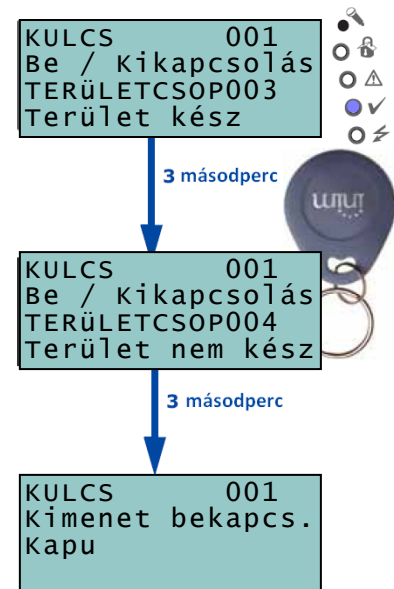 KULCS 001
Be / Kikapcsolás
TERüLETCSOP003
Terület kész
3 másodperc
inim
KULCS 001
Be / Kikapcsolás
TERüLETCSOP004
Terület nem kész
3 másodperc
KULCS 001
Kimenet bekapcs.
Kapu